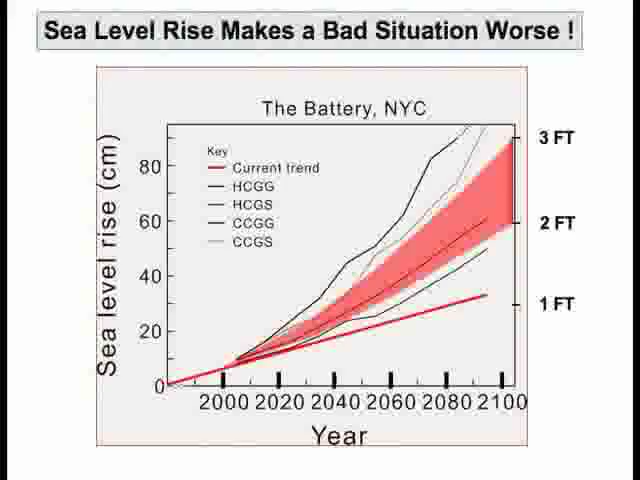 Sea Level Rise Makes a Bad Situation Worse !
The Battery, NYC
Key
Current trend
HCGG
HCGS
CCGG
CCGS
Sea level rise (cm)
80
60
40
20
0
3 FT
2 FT
1 FT
2000 2020 2040 2060 2080 2100
Year